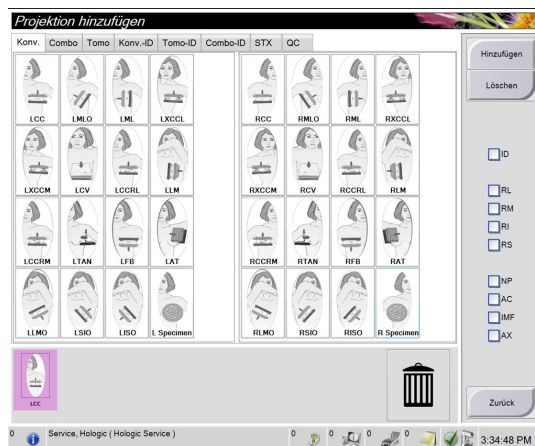 Projektion hinzufügen
Konv. Combo Tomo Konv.-ID Tomo-ID Combo-ID STX QC
Hinzufügen
Löschen
LCC LMLO LML LXCCL RCC RMLO RML RXCCL
LXCCM LCV LCCRL LLM RXCCM RCV RCCRL RLM
LCCRM LTAN LFB LAT RCCRM RTAN RFB RAT
LLMO LSIO LISO L Specimen RLMO RSIO RISO R Specimen
ID
RL
RM
RI
RS
NP
AC
IMF
AX
LCC
Zurück
0 Service, Hologic ( Hologic Service ) 0 0 0 0 3:34:48 PM